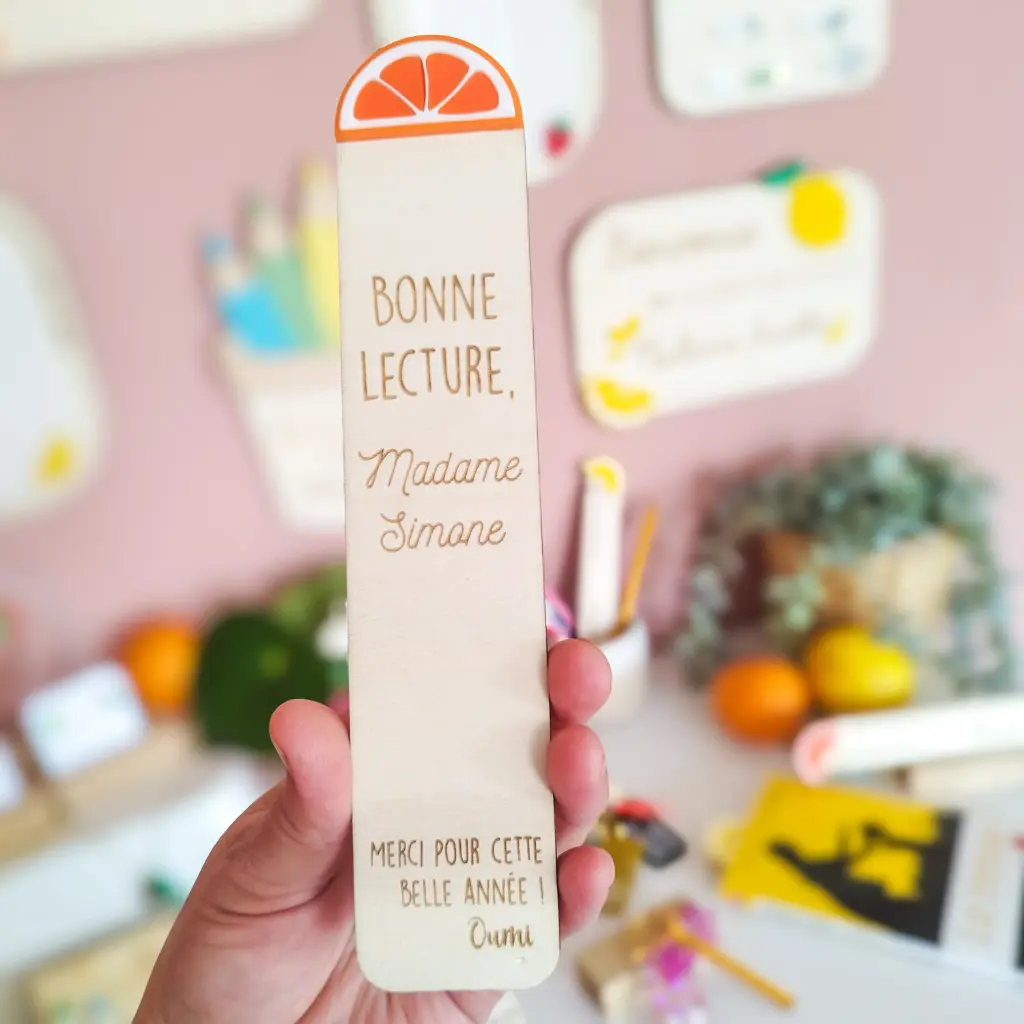 BONNE
LECTURE,
Madame
Simone
MERCI POUR CETTE
BELLE ANNÉE !
Oumi